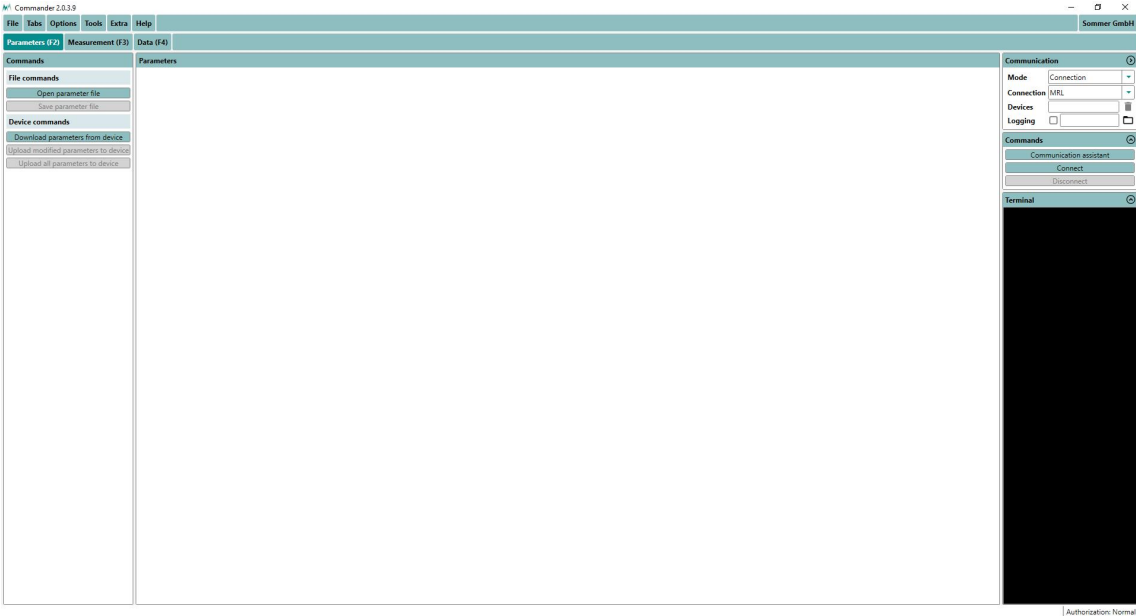 Commander 2.0.3.9
File Tabs Options Tools Extra Help Sommer GmbH
Parameters (F2) Measurement (F3) Data (F4)
Commands
File commands
Open parameter file
Save parameter file
Device commands
Download parameters from device
Upload modified parameters to device
Upload all parameters to device
Parameters
Communication
Mode Connection
Connection MRL
Devices
Logging
Commands
Communication assistant
Connect
Disconnect
Terminal
Authorization: Normal